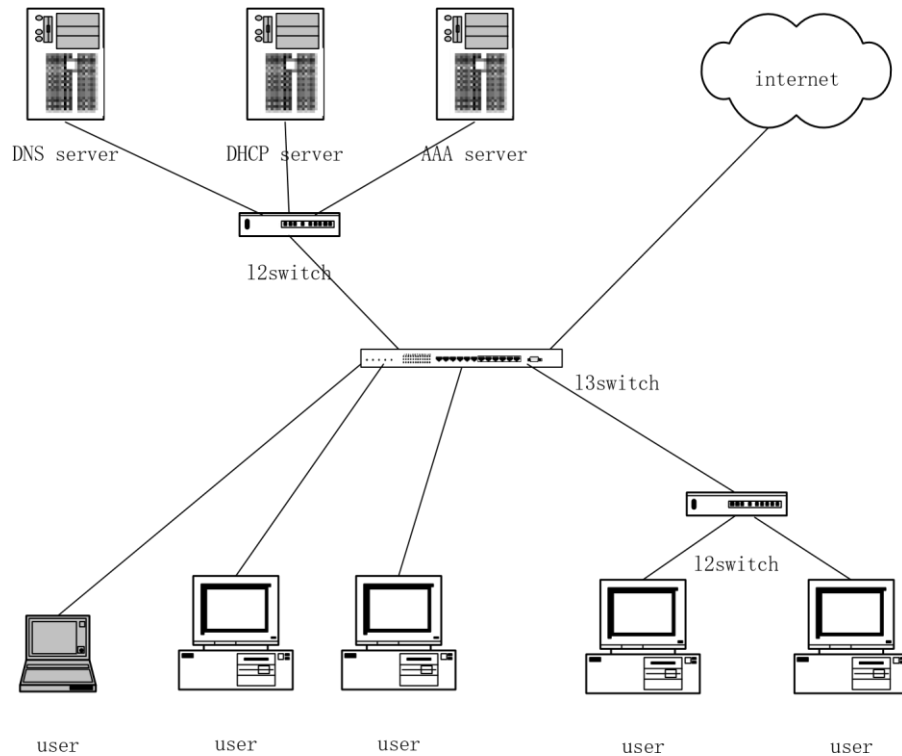 internet
DNS server
DHCP server
AAA server
l2switch
l3switch
l2switch
user
user
user
user
user